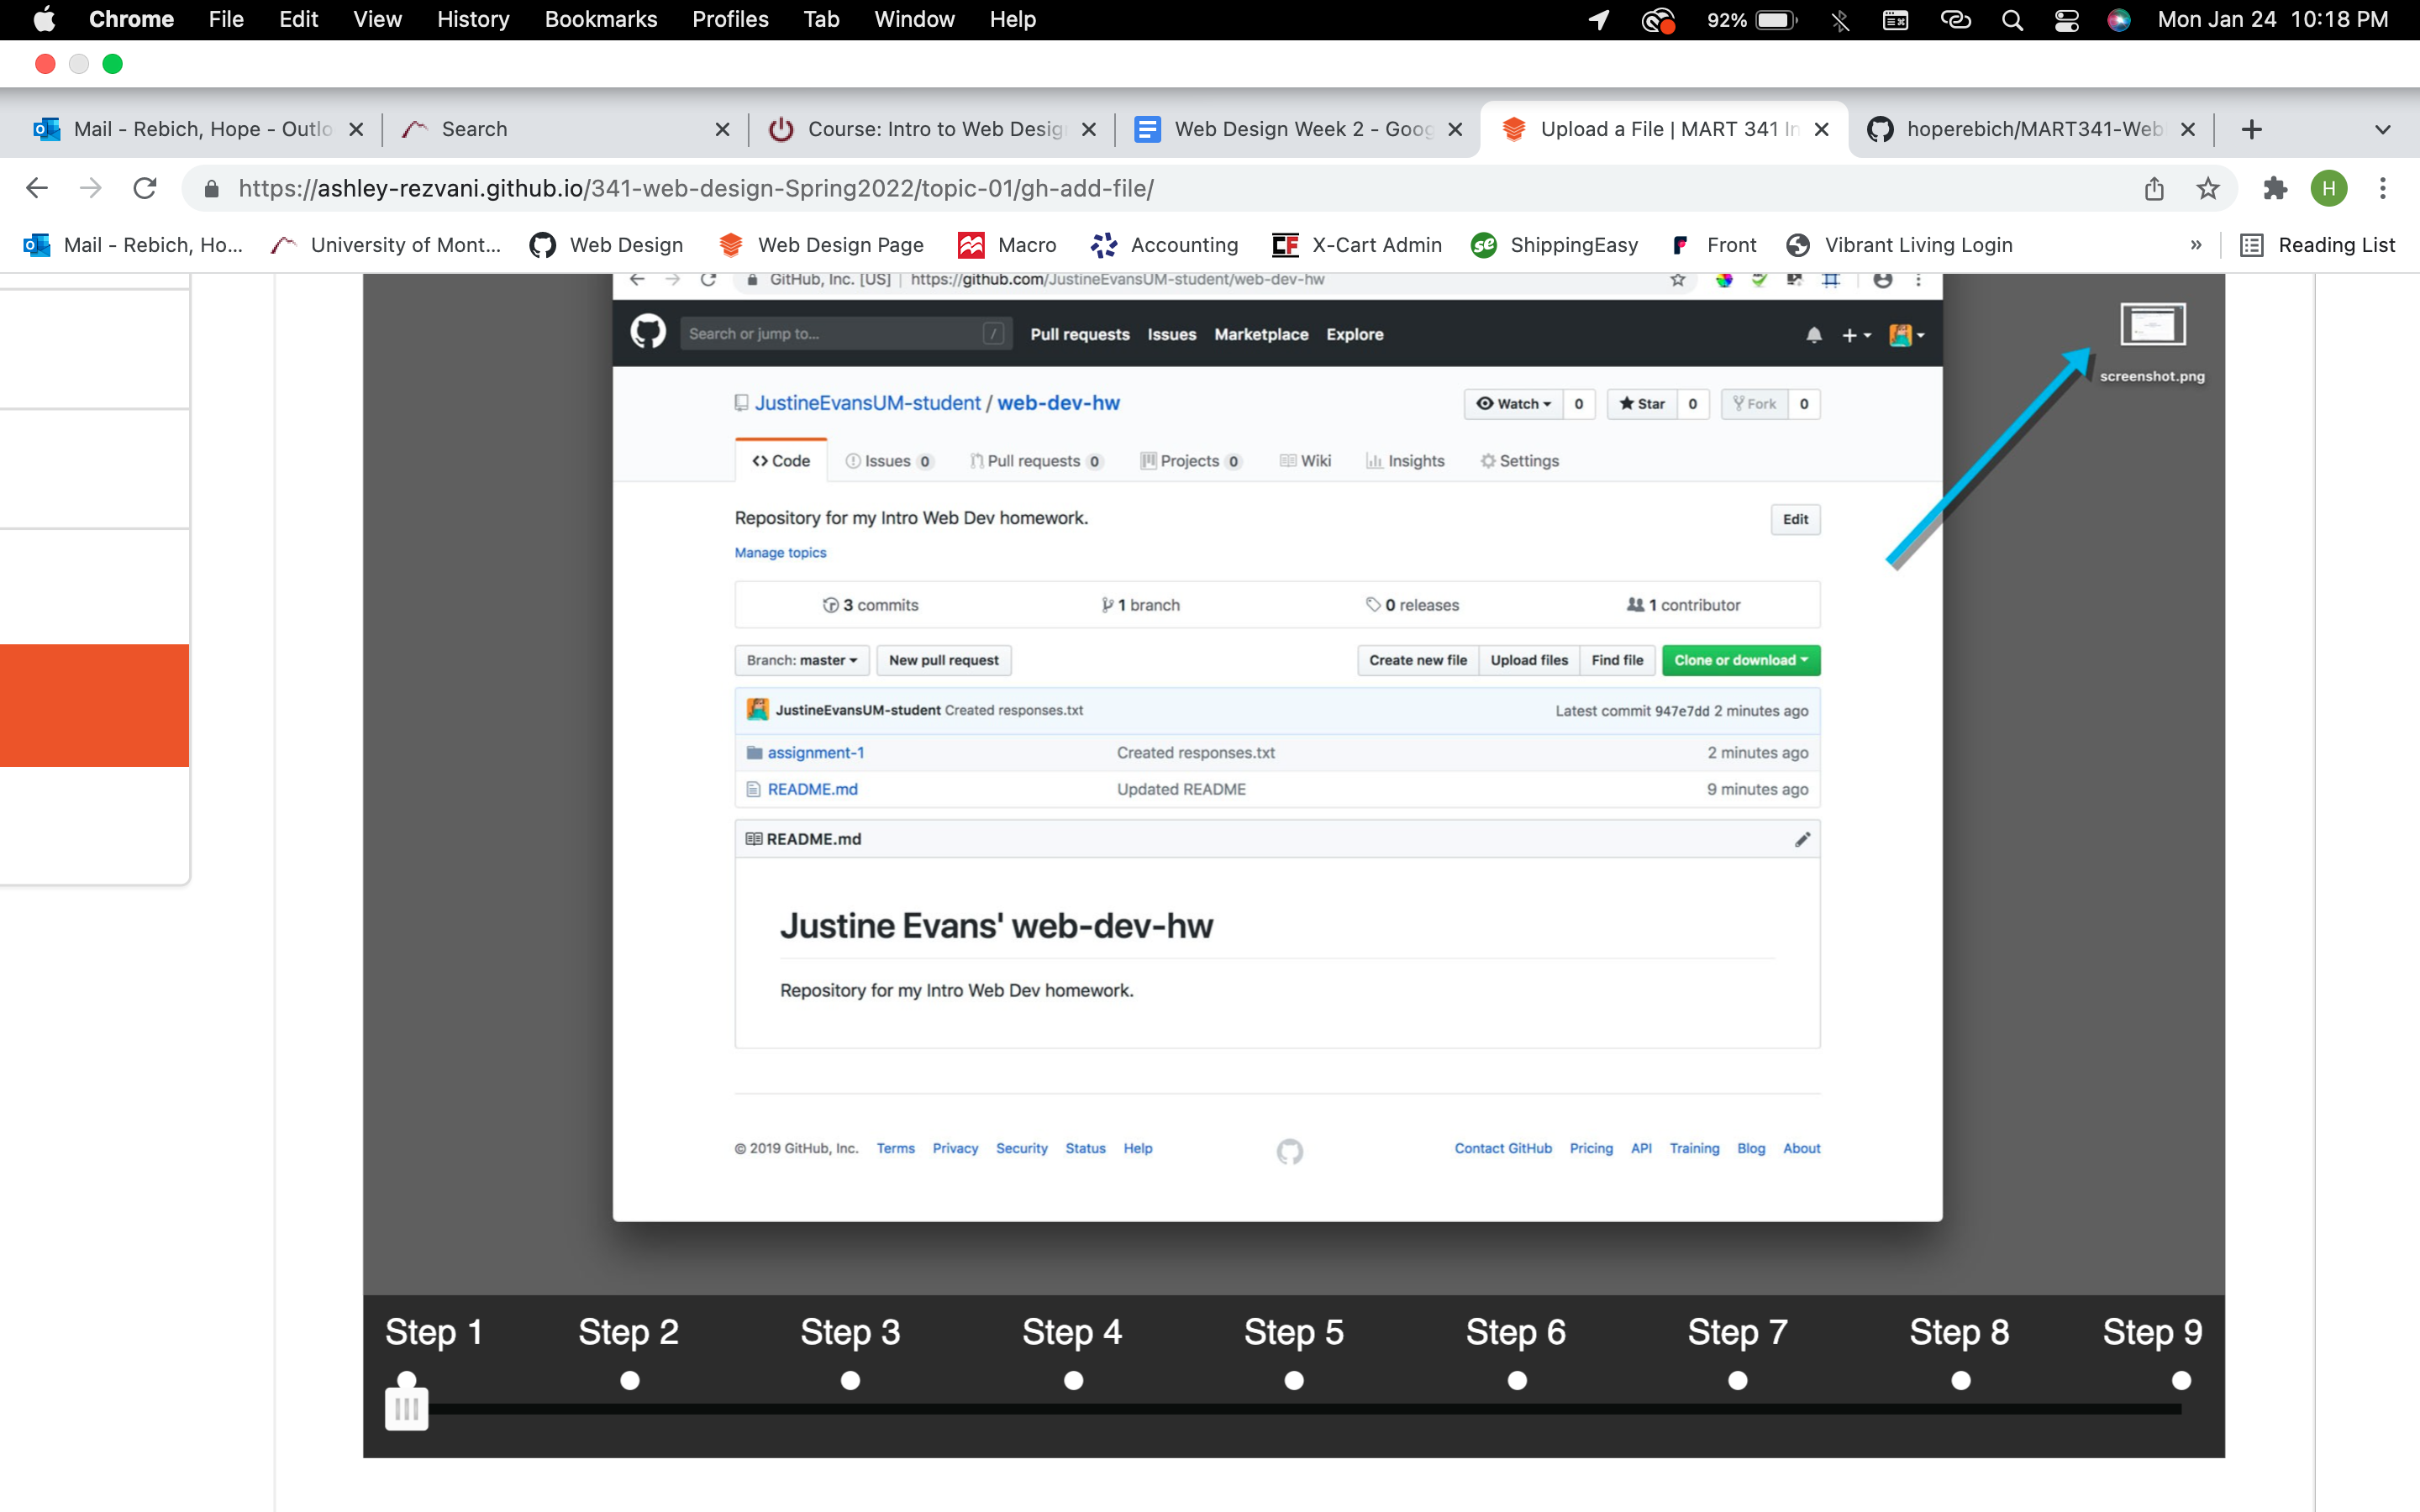 Chrome File Edit View History Bookmarks Profiles Tab Window Help 92% Mon Jan 24 10:18 PM
Mail - Rebich, Hope - Outlo Search Course: Intro to Web Desig Web Design Week 2 - Goog Upload a File | MART 341 In hoperebich/MART341-Web
https://ashley-rezvani.github.io/341-web-design-Spring2022/topic-01/gh-add-file/ H
Mail - Rebich, Ho... University of Mont... Web Design Web Design Page Macro Accounting X-Cart Admin ShippingEasy Front Vibrant Living Login » Reading List
GitHub, Inc. [US] | https://github.com/JustineEvansUM-student/web-dev-hw
Search or jump to... / Pull requests Issues Marketplace Explore
screenshot.png
JustineEvansUM-student / web-dev-hw Watch 0 Star 0 Fork 0
Code Issues 0 Pull requests 0 Projects 0 Wiki Insights Settings
Repository for my Intro Web Dev homework. Edit
Manage topics
3 commits 1 branch 0 releases 1 contributor
Branch: master New pull request Create new file Upload files Find file Clone or download
JustineEvansUM-student Created responses.txt Latest commit 947e7dd 2 minutes ago
assignment-1 Created responses.txt 2 minutes ago
README.md Updated README 9 minutes ago
README.md
Justine Evans' web-dev-hw
Repository for my Intro Web Dev homework.
© 2019 GitHub, Inc. Terms Privacy Security Status Help Contact GitHub Pricing API Training Blog About
Step 1 Step 2 Step 3 Step 4 Step 5 Step 6 Step 7 Step 8 Step 9